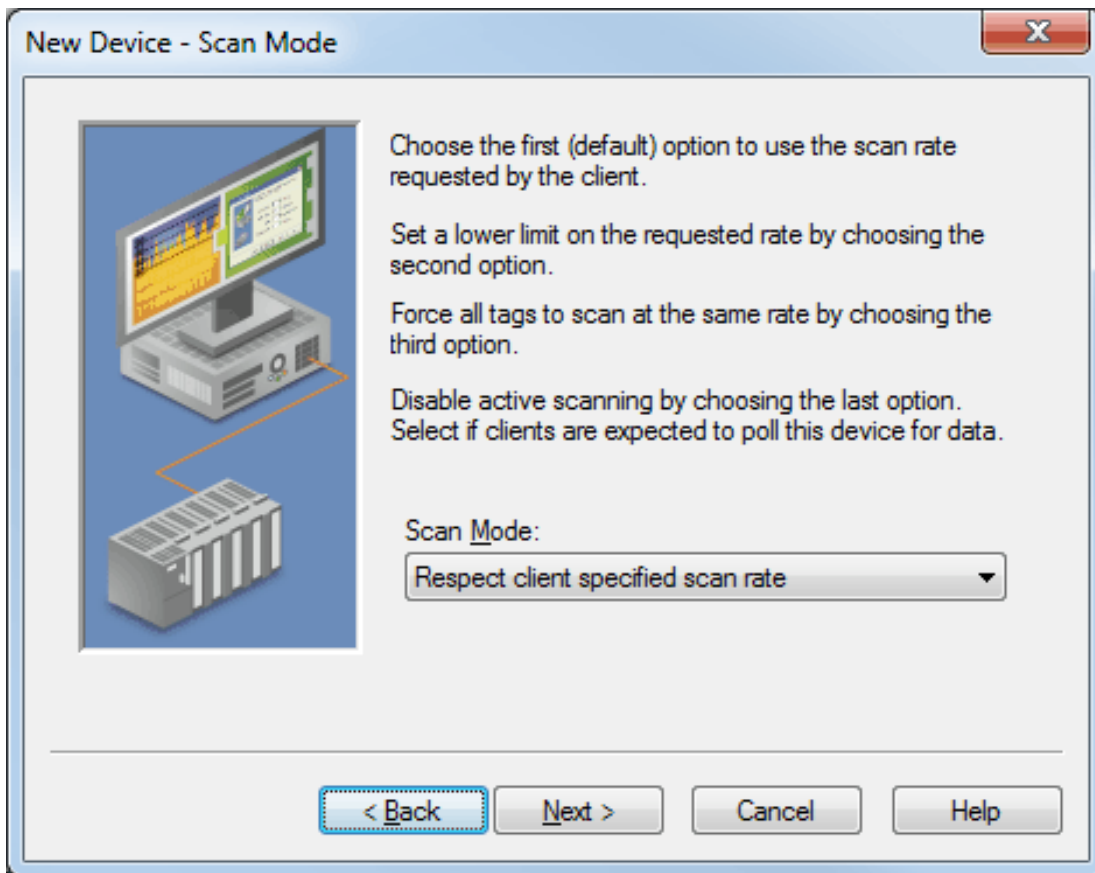 New Device - Scan Mode
Choose the first (default) option to use the scan rate
requested by the client.
Set a lower limit on the requested rate by choosing the
second option.
Force all tags to scan at the same rate by choosing the
third option.
Disable active scanning by choosing the last option.
Select if clients are expected to poll this device for data.
Scan Mode:
Respect client specified scan rate
< Back
Next >
Cancel
Help